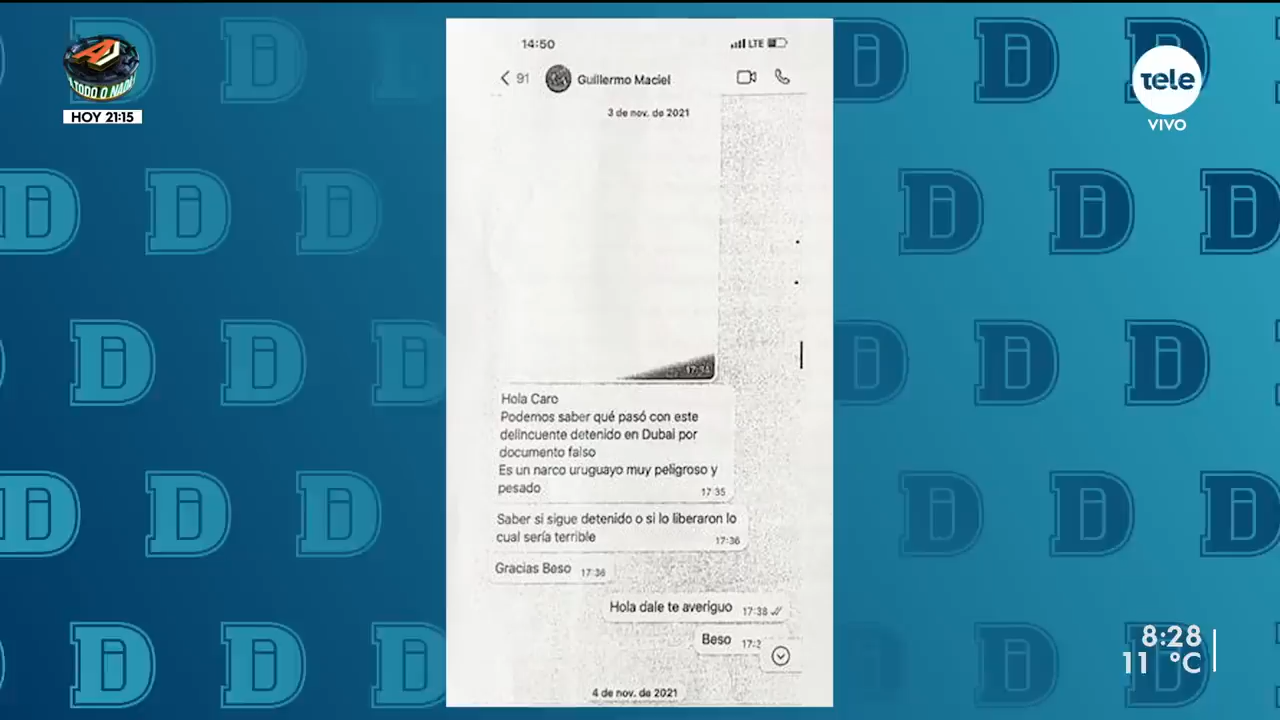 AV
TODO O NADA
HOY 21:15
tele
VIVO
14:50
LTE
91
Guillermo Maciel
3 de nov. de 2021
Hola Caro
Podemos saber qué pasó con este
delincuente detenido en Dubai por
documento falso
Es un narco uruguayo muy peligroso y
pesado
17:35
Saber si sigue detenido o si lo liberaron lo
cual sería terrible
17:36
Gracias Beso 17:36
Hola dale te averiguo 17:38
Beso
4 de nov. de 2021
8:28
11 °C